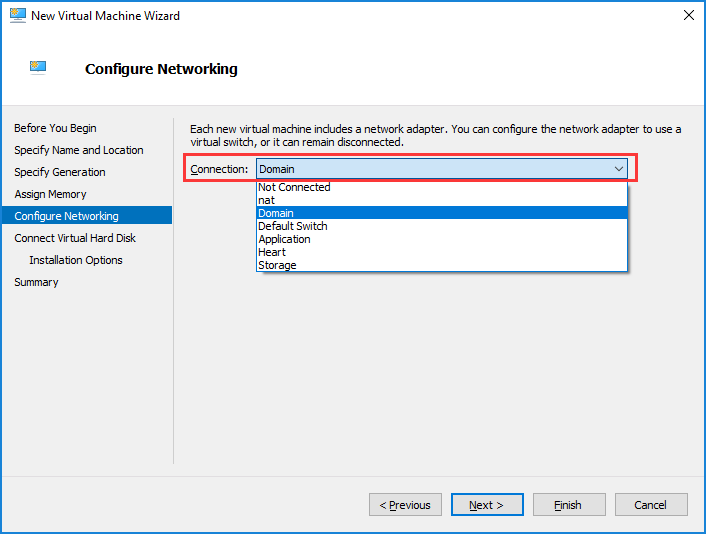 New Virtual Machine Wizard
Configure Networking
Before You Begin
Specify Name and Location
Specify Generation
Assign Memory
Configure Networking
Connect Virtual Hard Disk
Installation Options
Summary
Each new virtual machine includes a network adapter. You can configure the network adapter to use a
virtual switch, or it can remain disconnected.
Connection: Domain
Not Connected
nat
Domain
Default Switch
Application
Heart
Storage
< Previous
Next >
Finish
Cancel